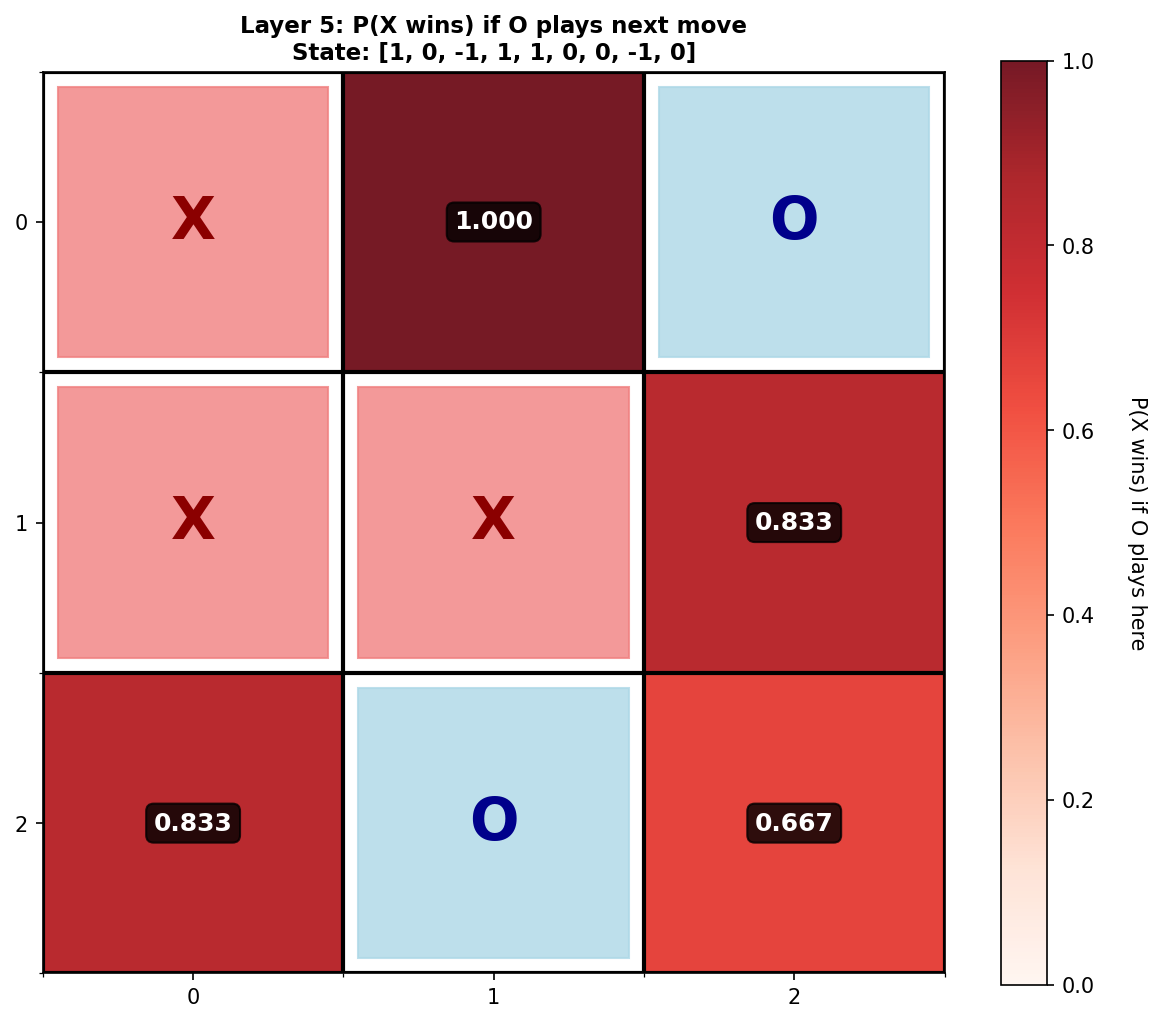 Layer 5: P(X wins) if O plays next move
State: [1, 0, -1, 1, 1, 0, 0, -1, 0]
0
X
1.000
O
1
X
X
0.833
2
0.833
O
0.667
0
1
2
1.0
0.8
0.6
0.4
0.2
0.0
P(X wins) if O plays here